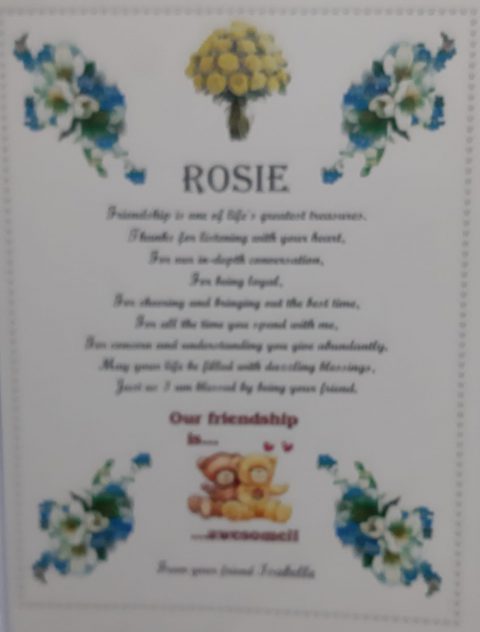 ROSIE
Friendship is one of life's greatest treasures.
Thanks for listening with your heart,
For our in-depth conversation,
For being loyal,
For sharing and bringing out the best time,
For all the time you spend with me,
For concern and understanding you give abundantly.
May your life be filled with dazzling blessings,
Just as I am blessed by being your friend.
Our friendship
is....
....awesome!!
From your friend Isabella